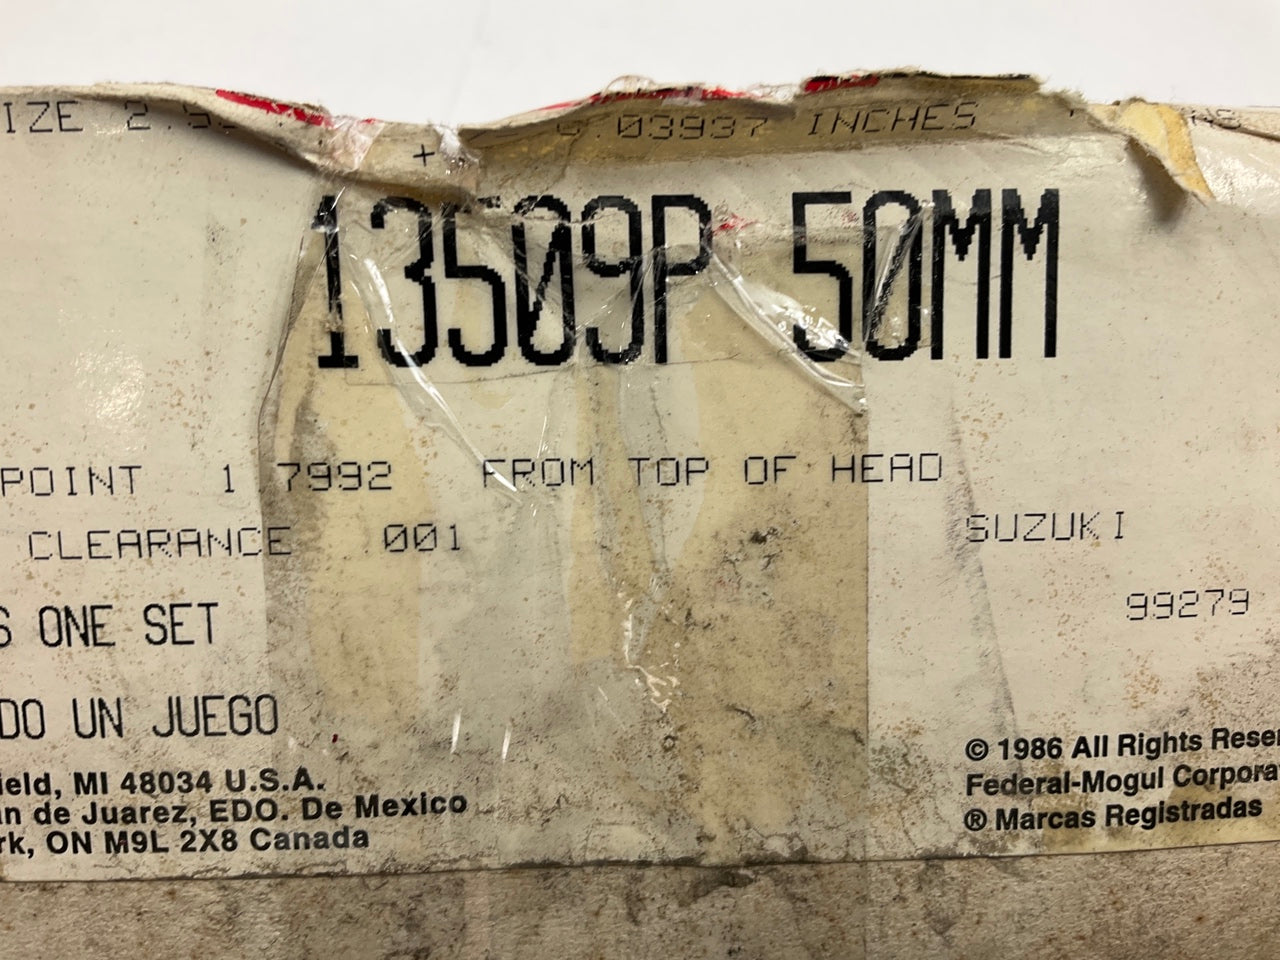 IZE 2.5
+ .03937 INCHES
13509P 50MM
POINT 1 7992 FROM TOP OF HEAD
CLEARANCE .001 SUZUKI
99279
S ONE SET
DO UN JUEGO
ield, MI 48034 U.S.A.
an de Juarez, EDO. De Mexico
rk, ON M9L 2X8 Canada
© 1986 All Rights Reser
Federal-Mogul Corpora
® Marcas Registradas